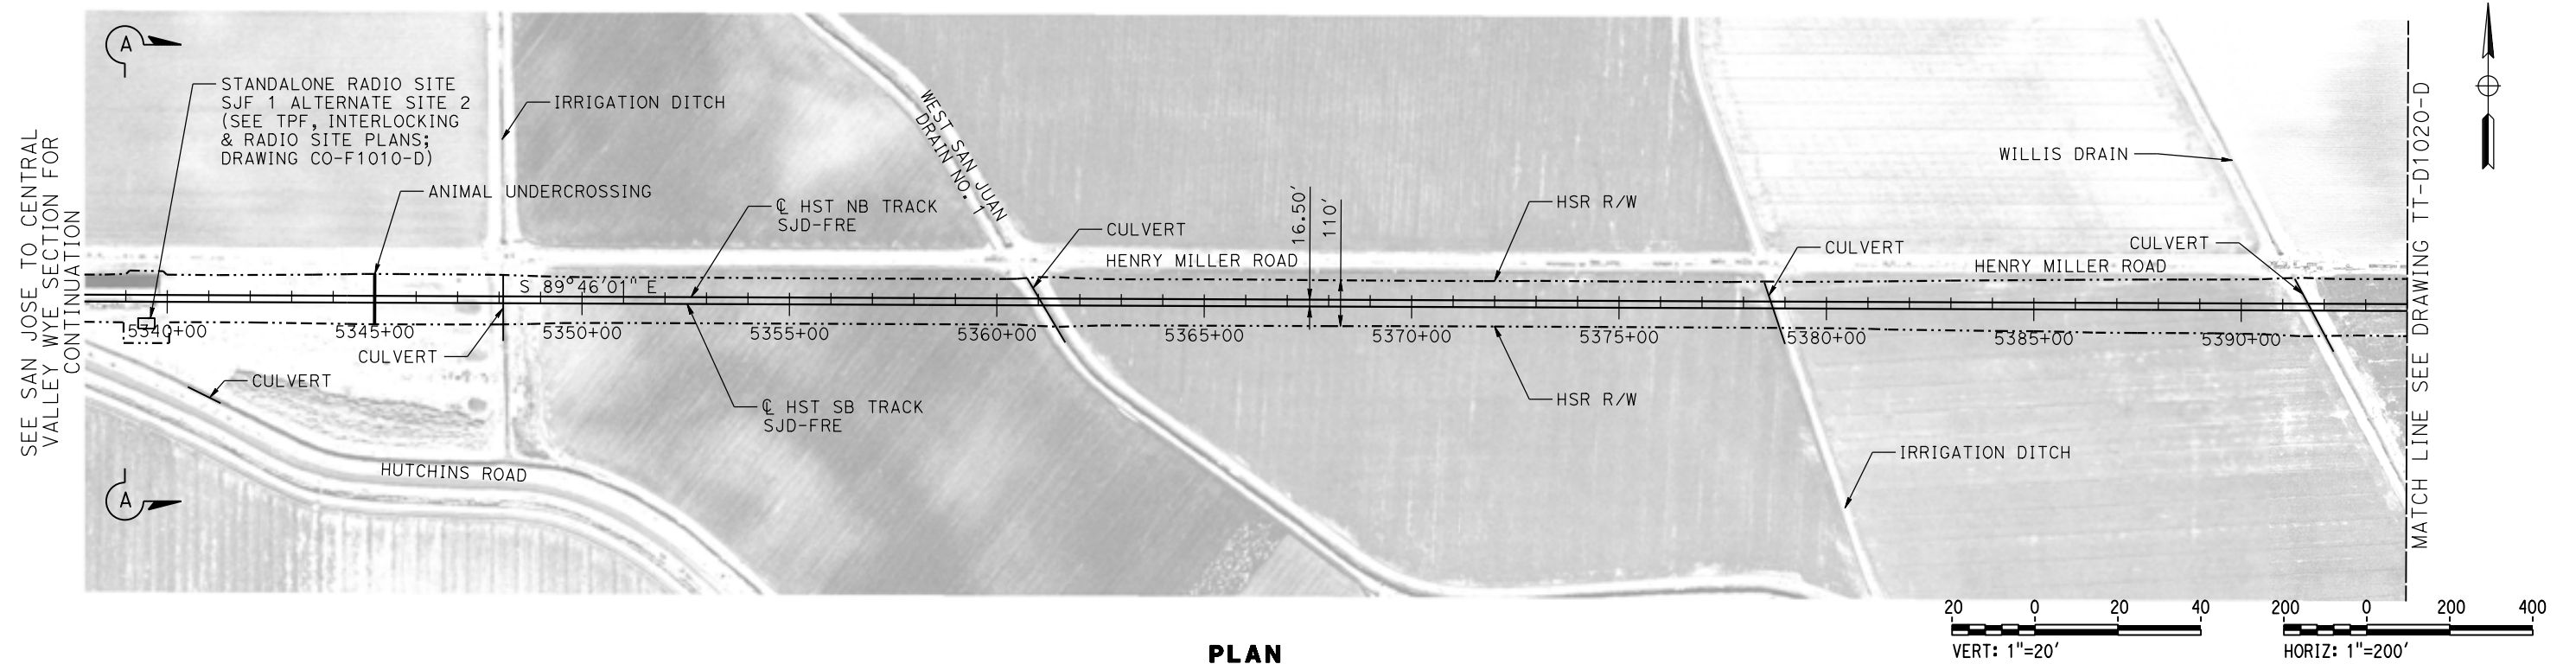 A
STANDALONE RADIO SITE
SJF 1 ALTERNATE SITE 2
(SEE TPF, INTERLOCKING
& RADIO SITE PLANS;
DRAWING CO-F1010-D)
IRRIGATION DITCH
ANIMAL UNDERCROSSING
℄ HST NB TRACK
SJD-FRE
WEST SAN JUAN
DRAIN NO. 1
CULVERT
HENRY MILLER ROAD
16.50'
110'
HSR R/W
CULVERT
WILLIS DRAIN
CULVERT
HENRY MILLER ROAD
SEE SAN JOSE TO CENTRAL
VALLEY WYE SECTION FOR
CONTINUATION
MATCH LINE SEE DRAWING TT-D1020-D
S 89°46'01" E
5340+00
5345+00
5350+00
5355+00
5360+00
5365+00
5370+00
5375+00
5380+00
5385+00
5390+00
CULVERT
CULVERT
℄ HST SB TRACK
SJD-FRE
HSR R/W
IRRIGATION DITCH
HUTCHINS ROAD
A
PLAN
20 0 20 40
VERT: 1"=20'
200 0 200 400
HORIZ: 1"=200'